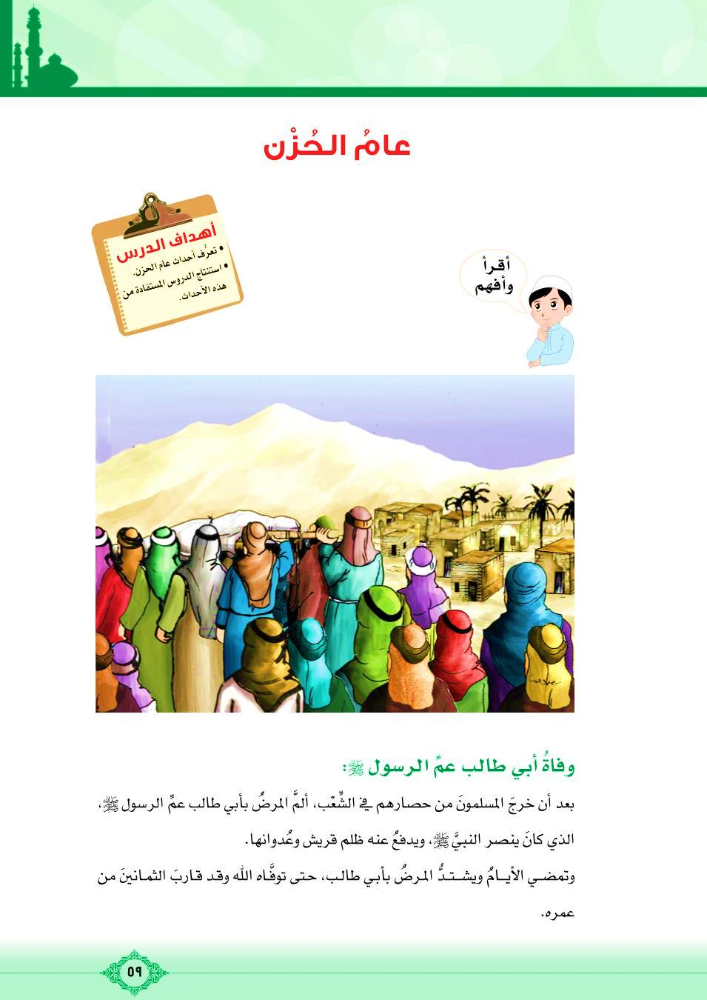 عامُ الحُزْن
أهداف الدرس
• تعرُّف أحداث عام الحزن.
• استنتاج الدروس المستفادة من
هذه الأحداث.
أقرأ
وأفهم
وفاةُ أبي طالب عمِّ الرسول ﷺ:
بعد أن خرجَ المسلمونَ من حصارهم في الشِّعْب، ألمَّ المرضُ بأبي طالب عمِّ الرسول ﷺ،
الذي كانَ ينصر النبيَّ ﷺ، ويدفعُ عنه ظلم قريش وعُدوانها.
وتمضي الأيامُ ويشتدُّ المرضُ بأبي طالب، حتى توفَّاه الله وقد قاربَ الثمانينَ من
عمره.
٥٩